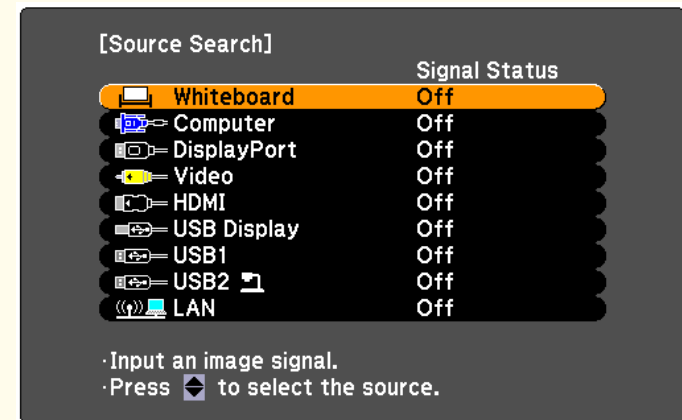 [Source Search]
Signal Status
Whiteboard Off
Computer Off
DisplayPort Off
Video Off
HDMI Off
USB Display Off
USB1 Off
USB2 Off
LAN Off
·Input an image signal.
·Press to select the source.